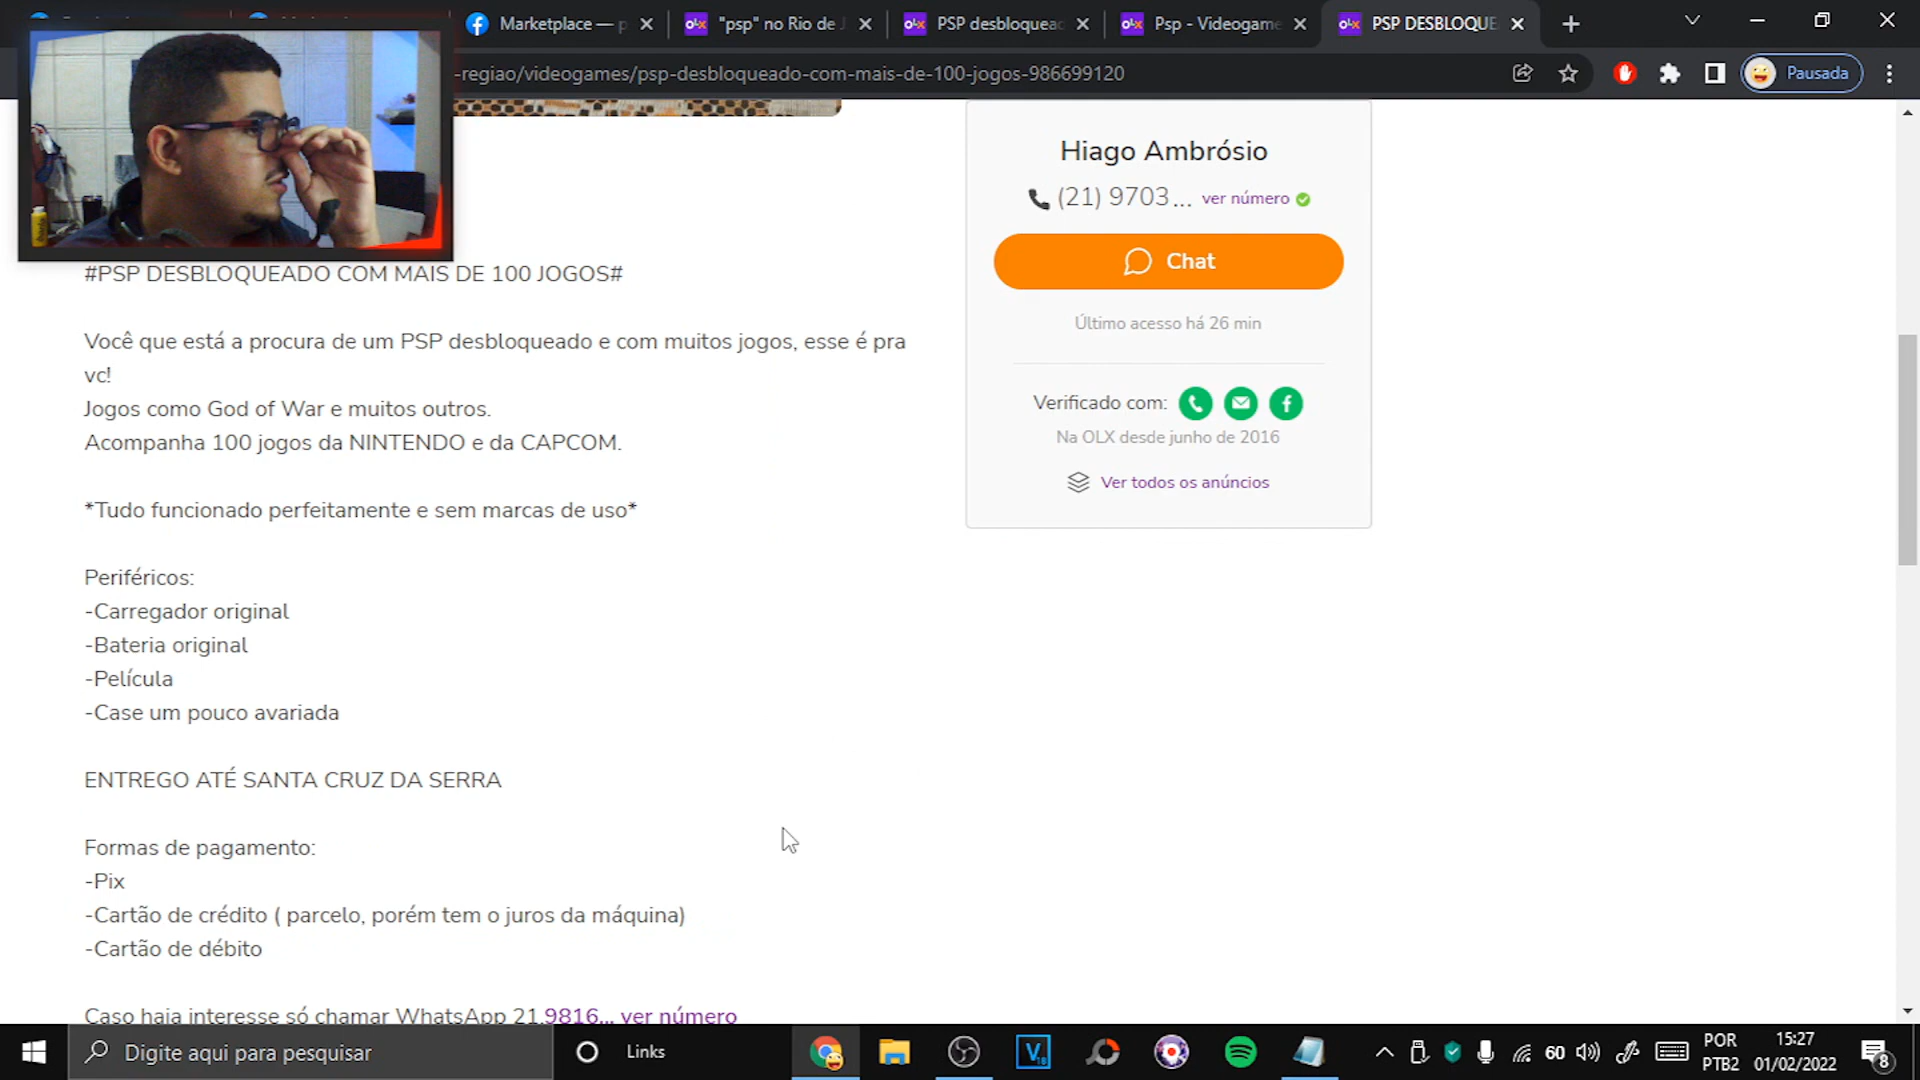 Marketplace — p
"psp" no Rio de J
PSP desbloquead
Psp - Videogame
PSP DESBLOQUE
-regiao/videogames/psp-desbloqueado-com-mais-de-100-jogos-986699120
Pausada
Hiago Ambrósio
(21) 9703... ver número
Chat
Último acesso há 26 min
Verificado com:
Na OLX desde junho de 2016
Ver todos os anúncios
#PSP DESBLOQUEADO COM MAIS DE 100 JOGOS#
Você que está a procura de um PSP desbloqueado e com muitos jogos, esse é pra
vc!
Jogos como God of War e muitos outros.
Acompanha 100 jogos da NINTENDO e da CAPCOM.
*Tudo funcionado perfeitamente e sem marcas de uso*
Periféricos:
-Carregador original
-Bateria original
-Película
-Case um pouco avariada
ENTREGO ATÉ SANTA CRUZ DA SERRA
Formas de pagamento:
-Pix
-Cartão de crédito ( parcelo, porém tem o juros da máquina)
-Cartão de débito
Caso haja interesse só chamar WhatsApp 21.9816... ver número
Digite aqui para pesquisar
Links
60
POR
PTB2
15:27
01/02/2022
8